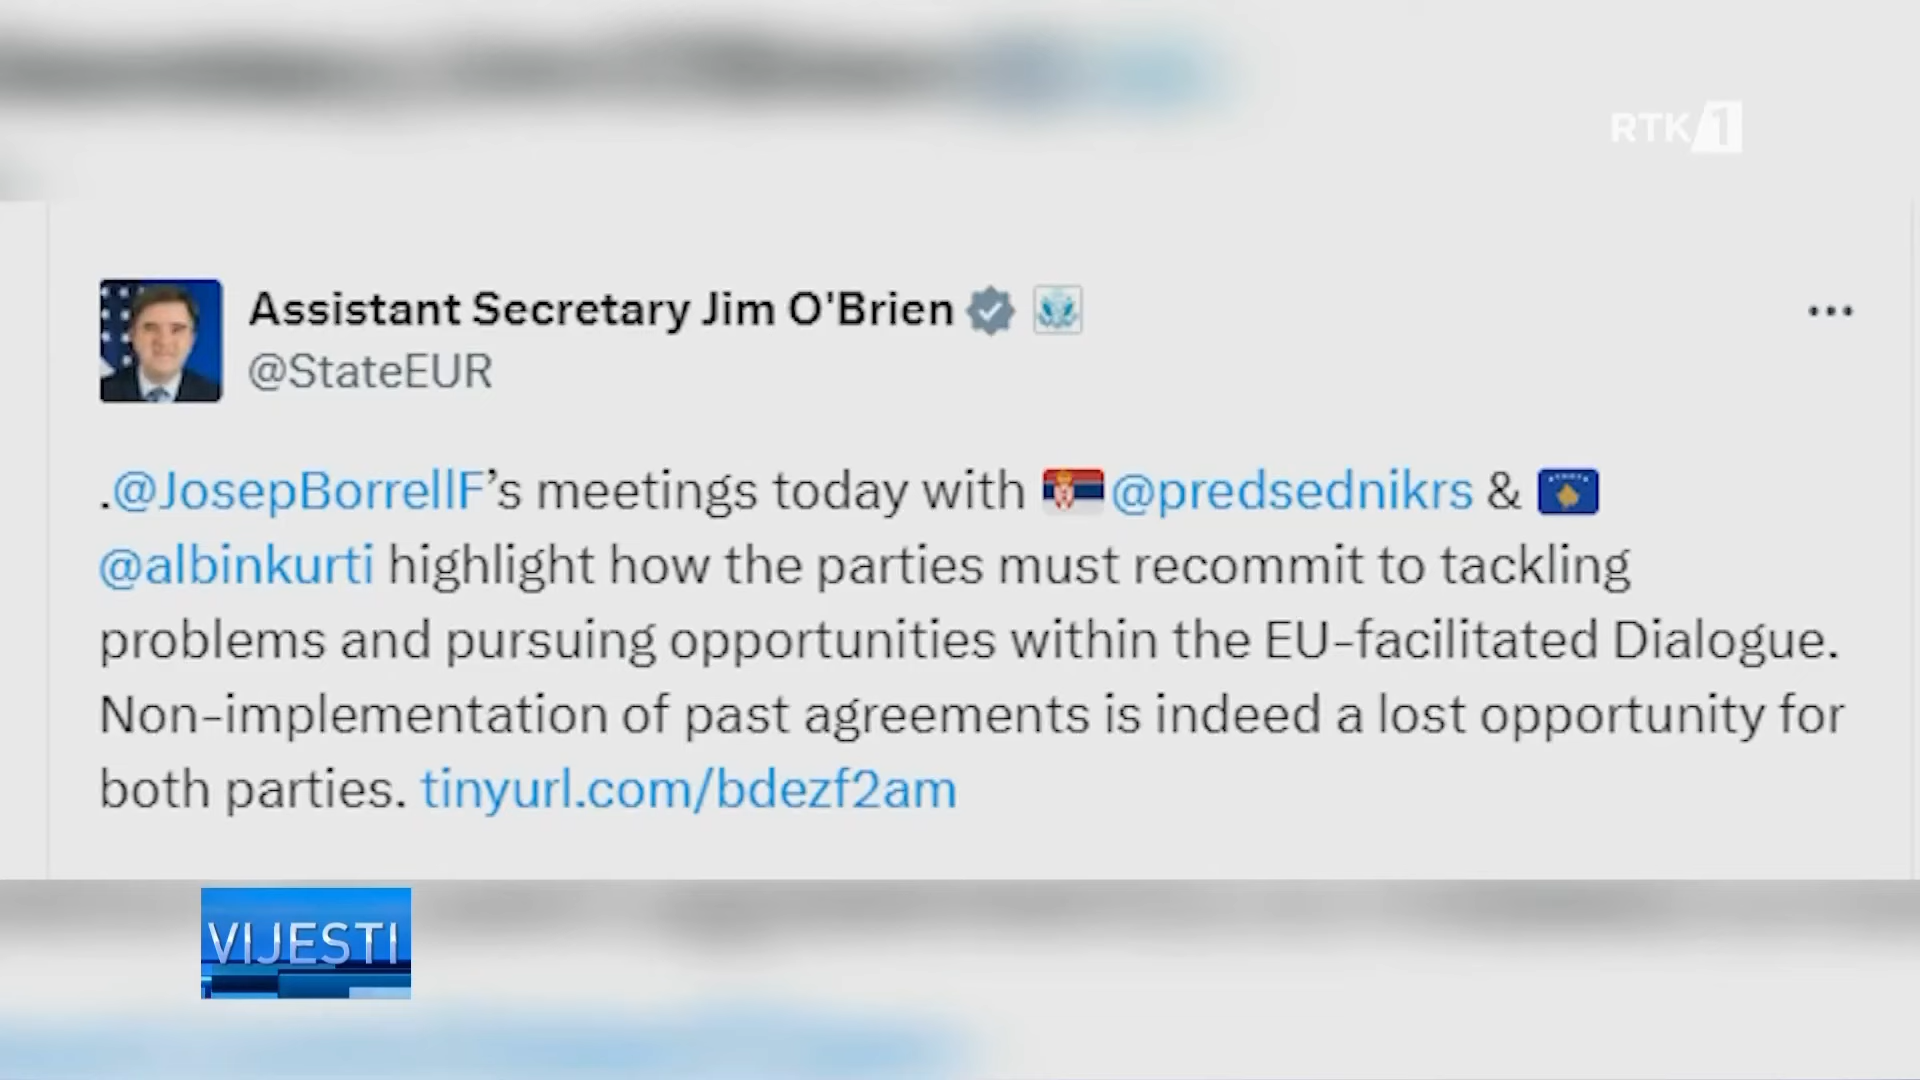 RTK 1
Assistant Secretary Jim O'Brien
@StateEUR
.@JosepBorrellF’s meetings today with @predsednikrs &
@albinkurti highlight how the parties must recommit to tackling
problems and pursuing opportunities within the EU-facilitated Dialogue.
Non-implementation of past agreements is indeed a lost opportunity for
both parties. tinyurl.com/bdezf2am
VIJESTI